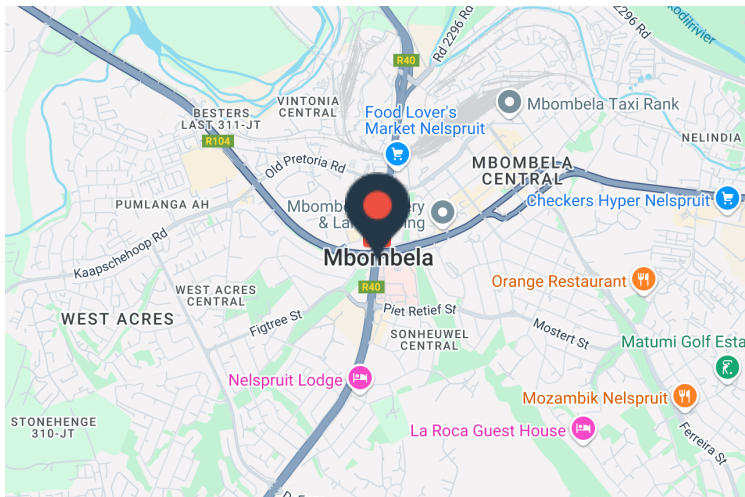 Rd 2296 Rd
Rd 2296 Rd
R40
VINTONIA
CENTRAL
BESTERS
LAST 311-JT
R104
Food Lover's
Market Nelspruit
Mbombela Taxi Rank
NELINDIA
Old Pretoria Rd
MBOMBELA
CENTRAL
PUMLANGA AH
Checkers Hyper Nelspruit
Kaapschehoop Rd
Mbombela
R40
Orange Restaurant
WEST ACRES
CENTRAL
WEST ACRES
Figtree St
Piet Retief St
SONHEUWEL
CENTRAL
Mostert St
Matumi Golf Esta
Nelspruit Lodge
Mozambik Nelspruit
La Roca Guest House
STONEHENGE
310-JT
Ferreira St